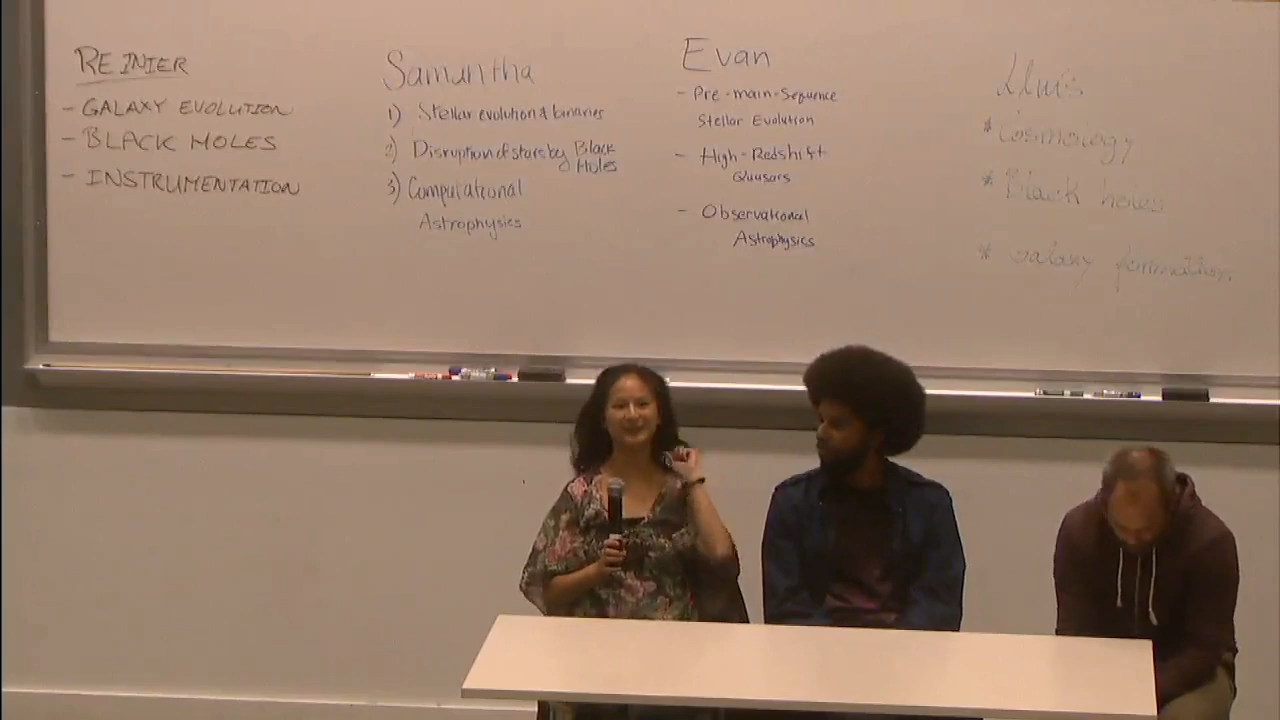 REINIER
- GALAXY EVOLUTION
- BLACK HOLES
- INSTRUMENTATION
Samantha
1) Stellar evolution & binaries
2) Disruption of stars by Black
Holes
3) Computational
Astrophysics
Evan
- Pre-main-Sequence
Stellar Evolution
- High-Redshift
Quasars
- Observational
Astrophysics
Lluís
* Cosmology
* Black holes
* Galaxy formation